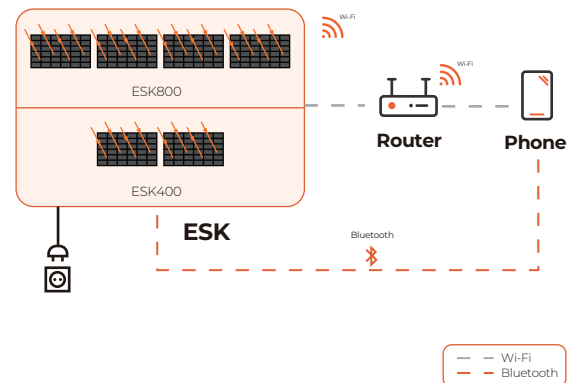 Wi-Fi
Wi-Fi
ESK800
Router
Phone
ESK400
ESK
Bluetooth
Wi-Fi
Bluetooth